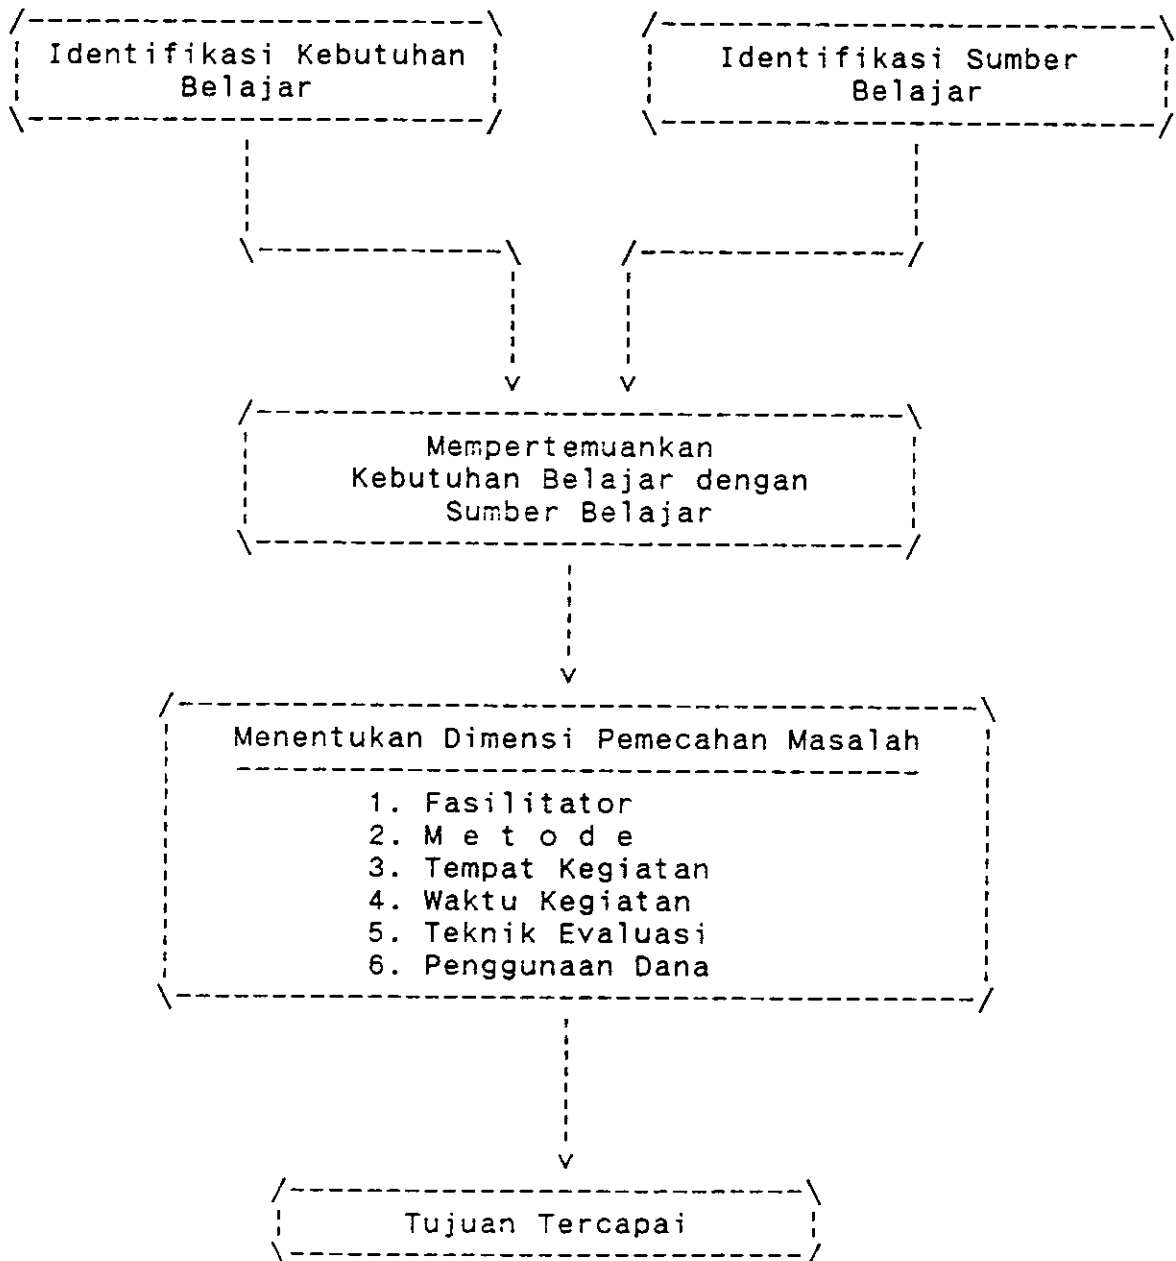 Identifikasi Kebutuhan
Belajar
Identifikasi Sumber
Belajar
Mempertemuankan
Kebutuhan Belajar dengan
Sumber Belajar
Menentukan Dimensi Pemecahan Masalah
1. Fasilitator
2. M e t o d e
3. Tempat Kegiatan
4. Waktu Kegiatan
5. Teknik Evaluasi
6. Penggunaan Dana
Tujuan Tercapai